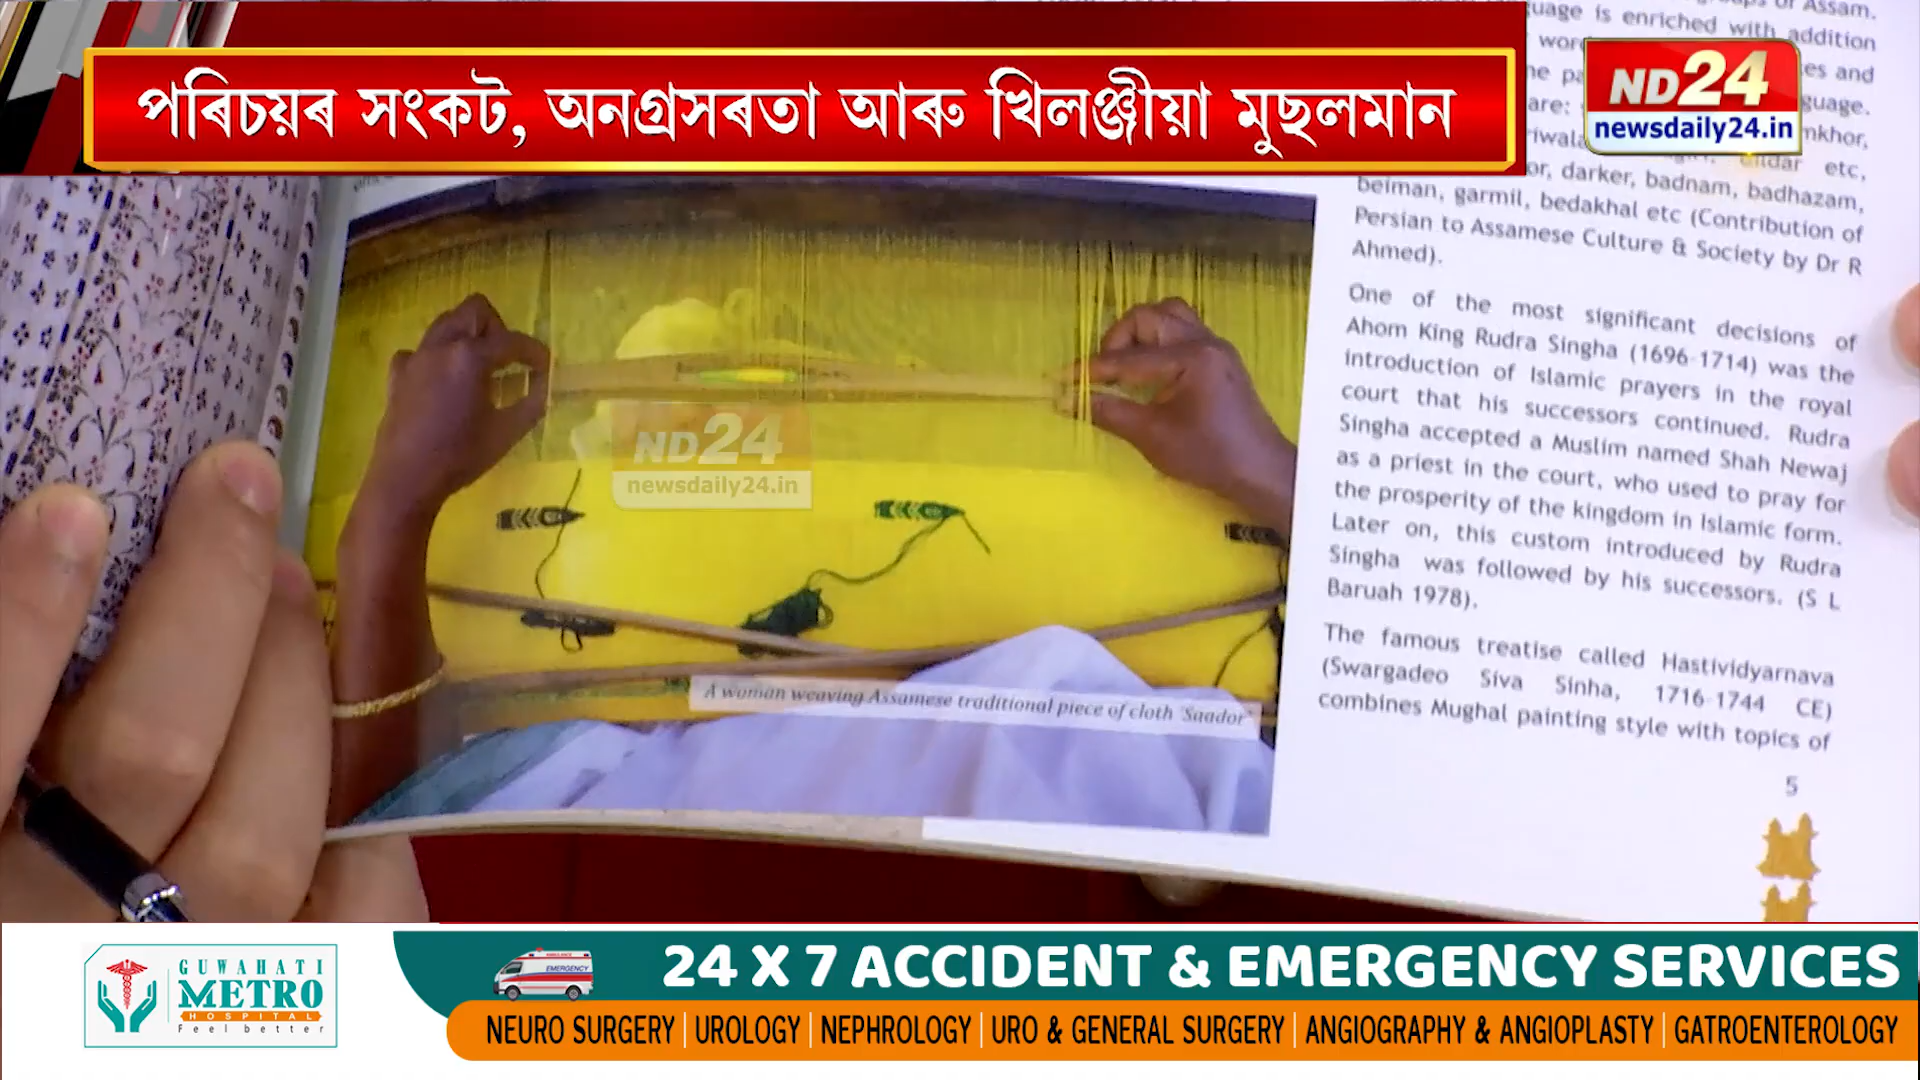 পৰিচয়ৰ সংকট, অনগ্ৰসৰতা আৰু খিলঞ্জীয়া মুছলমান
ND24
newsdaily24.in
of Assam.
is enriched with addition
es and
guage.
are:
etc,
darker, badnam, badhazam,
beiman, garmil, bedakhal etc (Contribution of
Persian to Assamese Culture & Society by Dr R
Ahmed).
One of the most significant decisions of
Ahom King Rudra Singha (1696-1714) was the
introduction of Islamic prayers in the royal
court that his successors continued. Rudra
Singha accepted a Muslim named Shah Newaj
as a priest in the court, who used to pray for
the prosperity of the kingdom in Islamic form.
Later on, this custom introduced by Rudra
Singha was followed by his successors. (S L
Baruah 1978).
The famous treatise called Hastividyarnava
(Swargadeo Siva Sinha, 1716-1744 CE)
combines Mughal painting style with topics of
5
ND24
newsdaily24.in
A woman weaving Assamese traditional piece of cloth 'Saador'
GUWAHATI
METRO
HOSPITAL
Feel better
EMERGENCY
24 X 7 ACCIDENT & EMERGENCY SERVICES
NEURO SURGERY | UROLOGY | NEPHROLOGY | URO & GENERAL SURGERY | ANGIOGRAPHY & ANGIOPLASTY | GATROENTEROLOGY